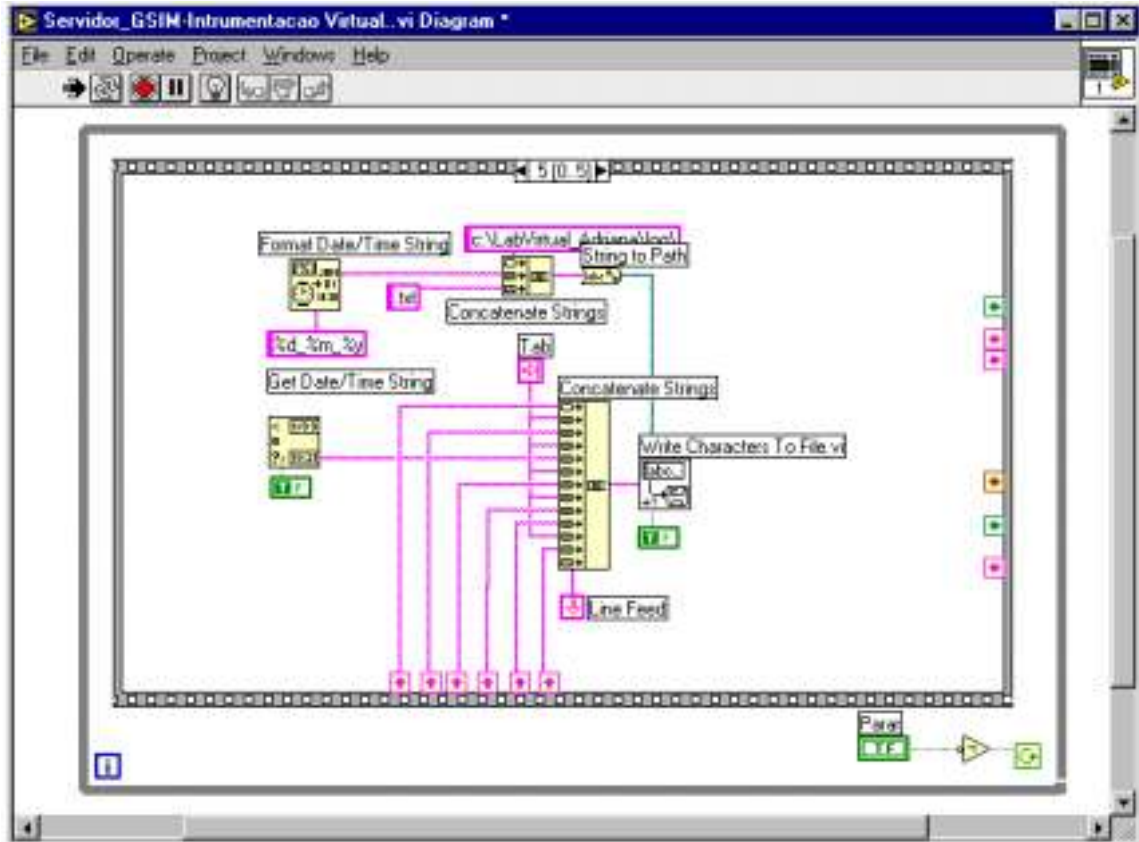 Servidor_GSIM-Intrumentacao Virtual..vi Diagram *
File Edit Operate Project Windows Help
1
5 [0..5]
c:\LabVirtual_Adriana\log\
Format Date/Time String
String to Path
.txt
Concatenate Strings
%d_%m_%y
Tab
Get Date/Time String
Concatenate Strings
Write Characters To File.vi
abc..
T F
T F
Line Feed
Parar
T F
i